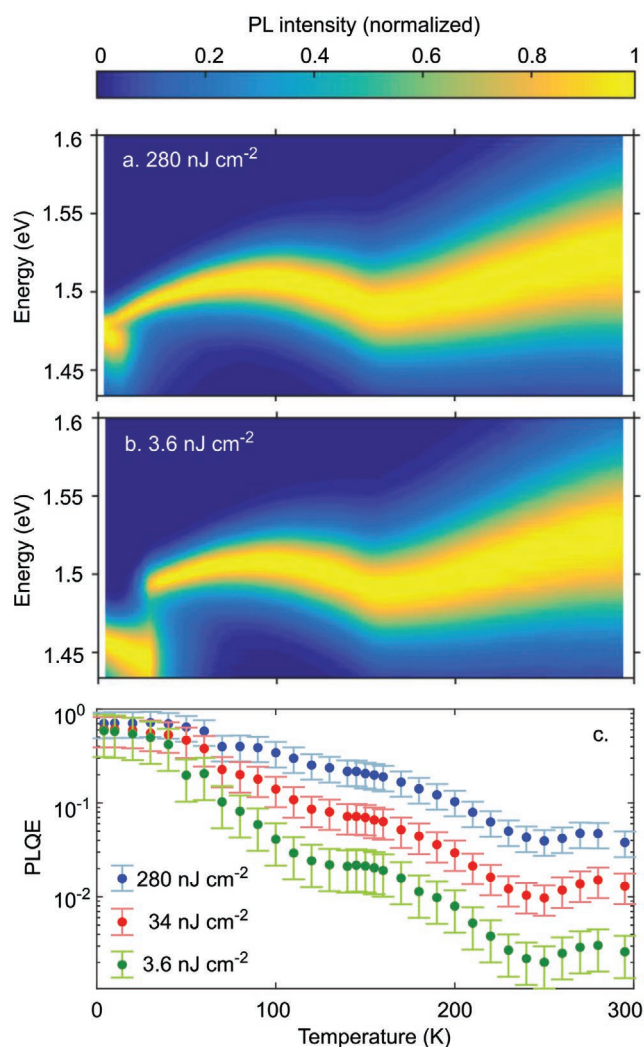 PL intensity (normalized)
0 0.2 0.4 0.6 0.8 1
1.6
a. 280 nJ cm⁻²
1.55
Energy (eV)
1.5
1.45
1.6
b. 3.6 nJ cm⁻²
1.55
Energy (eV)
1.5
1.45
10⁰
c.
10⁻¹
PLQE
10⁻²
280 nJ cm⁻²
34 nJ cm⁻²
3.6 nJ cm⁻²
0 100 200 300
Temperature (K)